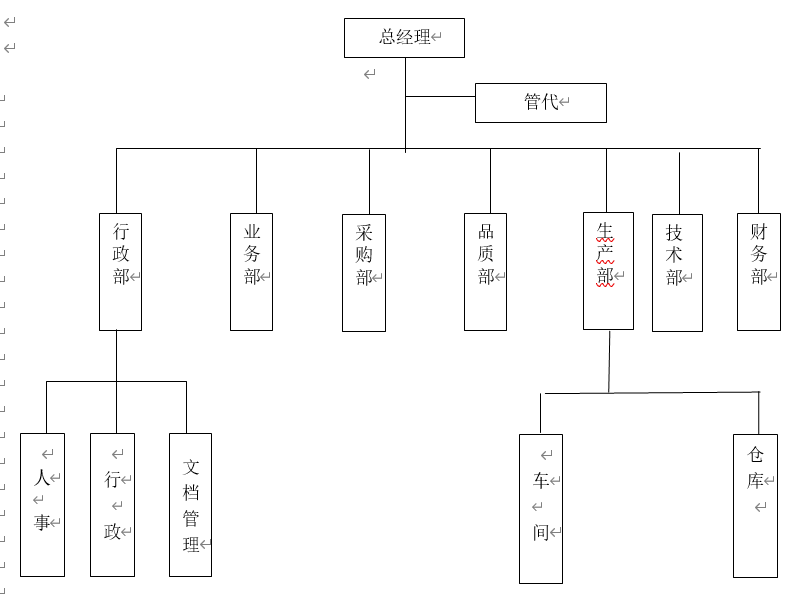 总经理
管代
行政部
业务部
采购部
品质部
生产部
技术部
财务部
人事
行政
文档管理
车间
仓库